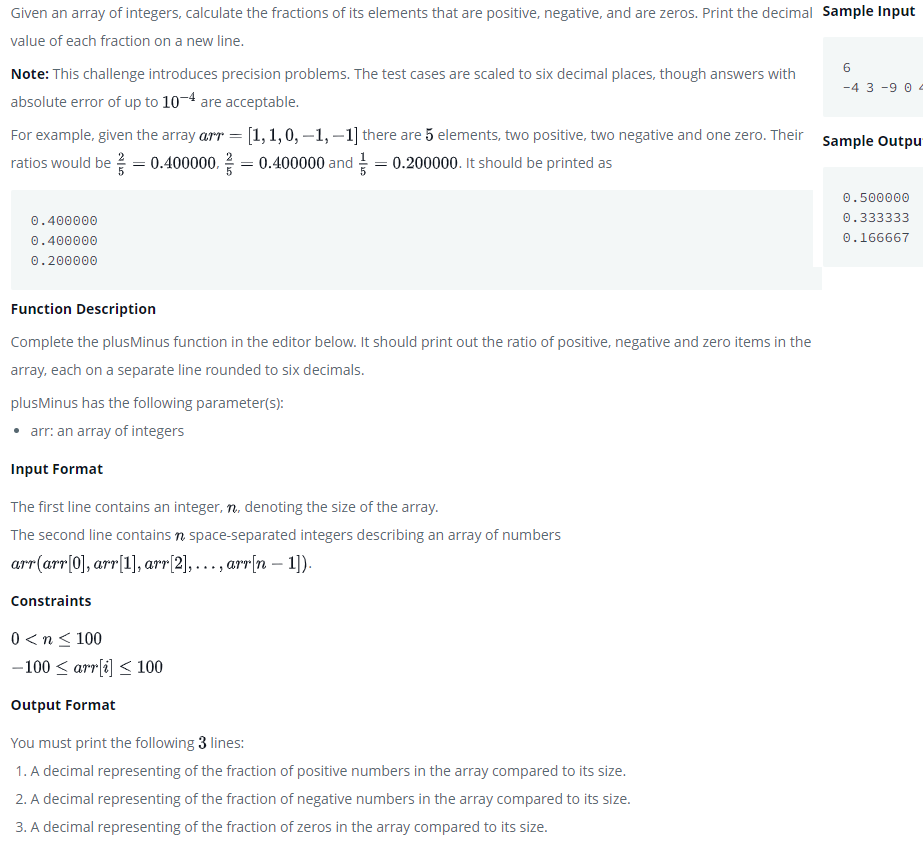 Given an array of integers, calculate the fractions of its elements that are positive, negative, and are zeros. Print the decimal
value of each fraction on a new line.
Note: This challenge introduces precision problems. The test cases are scaled to six decimal places, though answers with
absolute error of up to 10⁻⁴ are acceptable.
For example, given the array arr = [1, 1, 0, −1, −1] there are 5 elements, two positive, two negative and one zero. Their
ratios would be 2/5 = 0.400000, 2/5 = 0.400000 and 1/5 = 0.200000. It should be printed as
0.400000
0.400000
0.200000
Function Description
Complete the plusMinus function in the editor below. It should print out the ratio of positive, negative and zero items in the
array, each on a separate line rounded to six decimals.
plusMinus has the following parameter(s):
• arr: an array of integers
Input Format
The first line contains an integer, n, denoting the size of the array.
The second line contains n space-separated integers describing an array of numbers
arr(arr[0], arr[1], arr[2], . . . , arr[n − 1]).
Constraints
0 < n ≤ 100
−100 ≤ arr[i] ≤ 100
Output Format
You must print the following 3 lines:
1. A decimal representing of the fraction of positive numbers in the array compared to its size.
2. A decimal representing of the fraction of negative numbers in the array compared to its size.
3. A decimal representing of the fraction of zeros in the array compared to its size.
Sample Input
6
-4 3 -9 0
Sample Outpu
0.500000
0.333333
0.166667